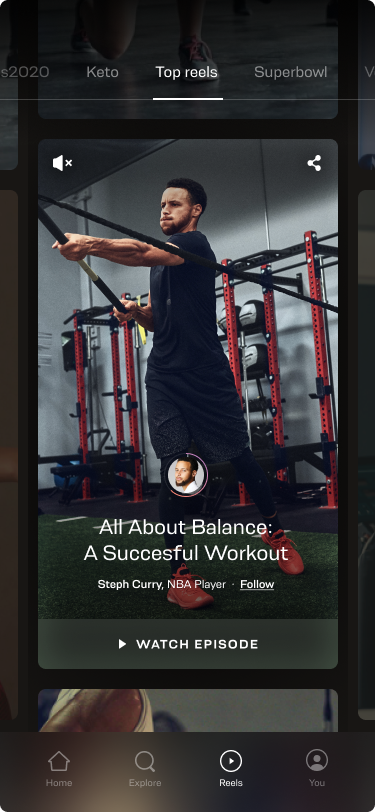 s2020 Keto Top reels Superbowl V
All About Balance:
A Succesful Workout
Steph Curry, NBA Player · Follow
WATCH EPISODE
Home Explore Reels You